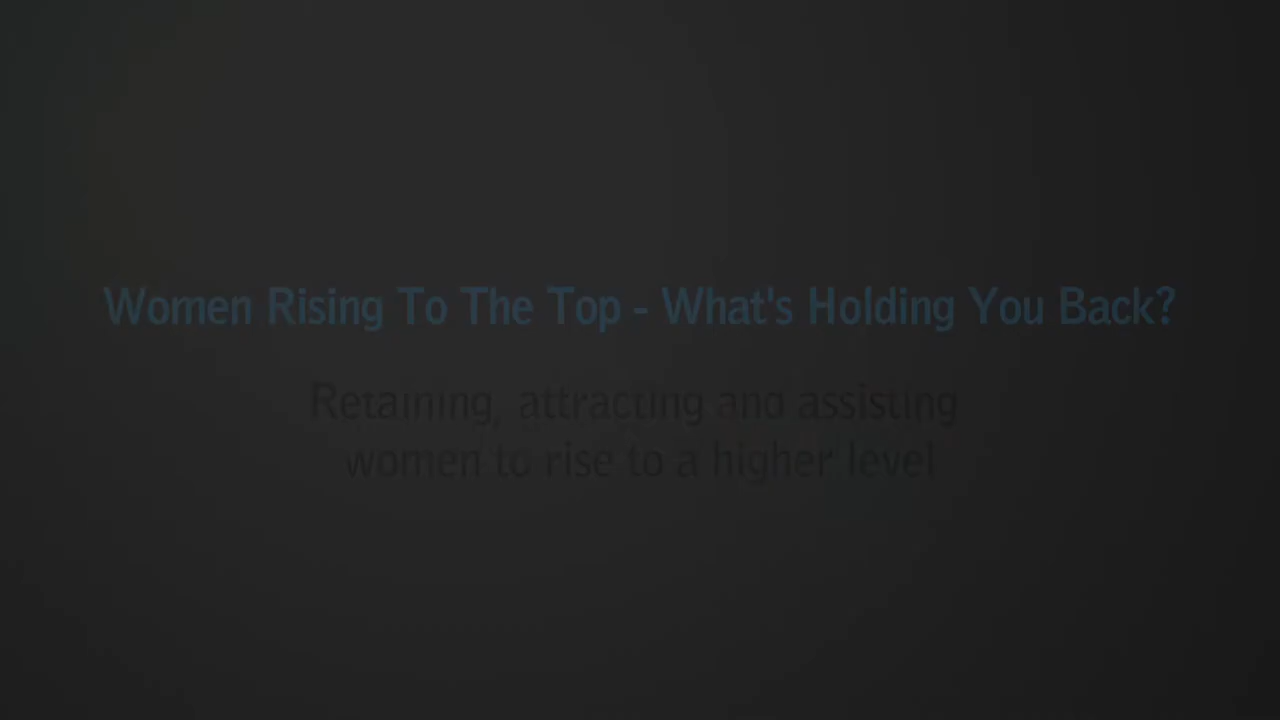 Women Rising To The Top - What's Holding You Back?
Retaining, attracting and assisting
women to rise to a higher level